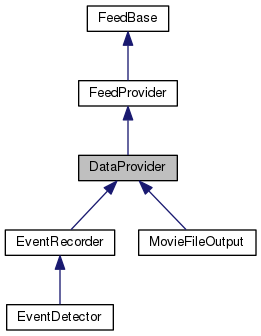 FeedBase
FeedProvider
DataProvider
EventRecorder
MovieFileOutput
EventDetector